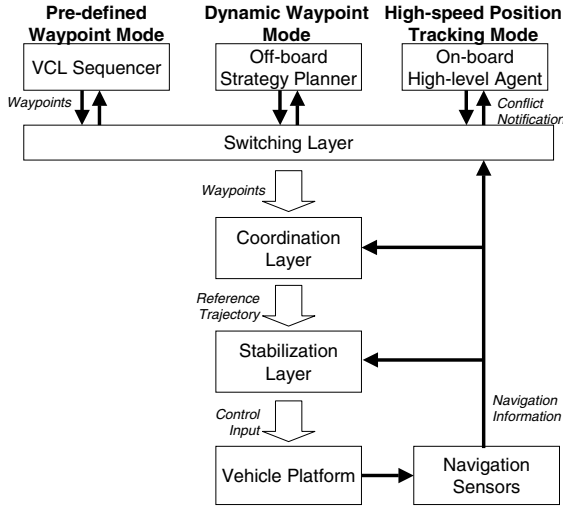 Pre-defined
Waypoint Mode
Dynamic Waypoint
Mode
High-speed Position
Tracking Mode
VCL Sequencer
Off-board
Strategy Planner
On-board
High-level Agent
Waypoints
Conflict
Notification
Switching Layer
Waypoints
Coordination
Layer
Reference
Trajectory
Stabilization
Layer
Control
Input
Navigation
Information
Vehicle Platform
Navigation
Sensors